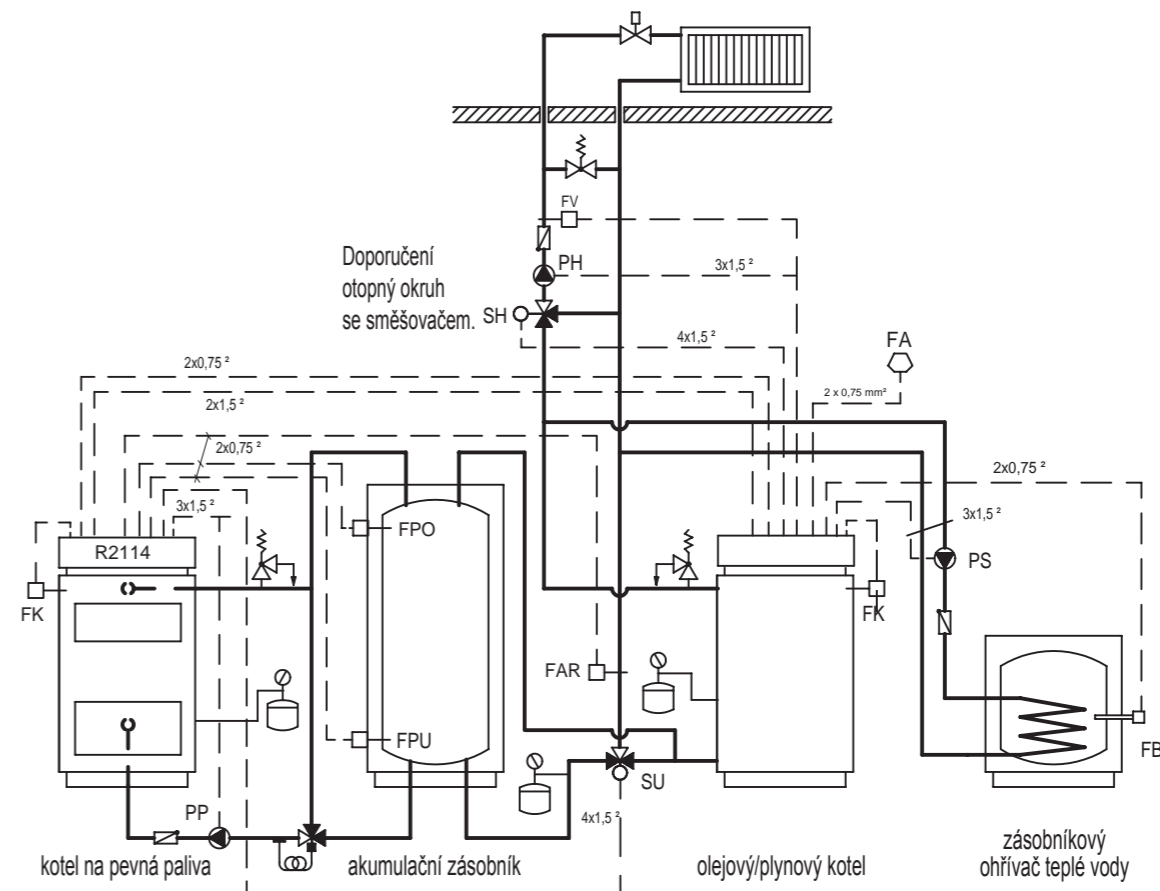 FV
Doporučení
otopný okruh
se směšovačem.
PH
3x1,5 ²
SH
4x1,5 ²
FA
2x0,75 ²
2 x 0,75 mm²
2x1,5 ²
2x0,75 ²
2x0,75 ²
3x1,5 ²
3x1,5 ²
R2114
FPO
PS
FK
FK
FAR
FPU
FB
SU
PP
4x1,5 ²
kotel na pevná paliva
akumulační zásobník
olejový/plynový kotel
zásobníkový
ohřívač teplé vody